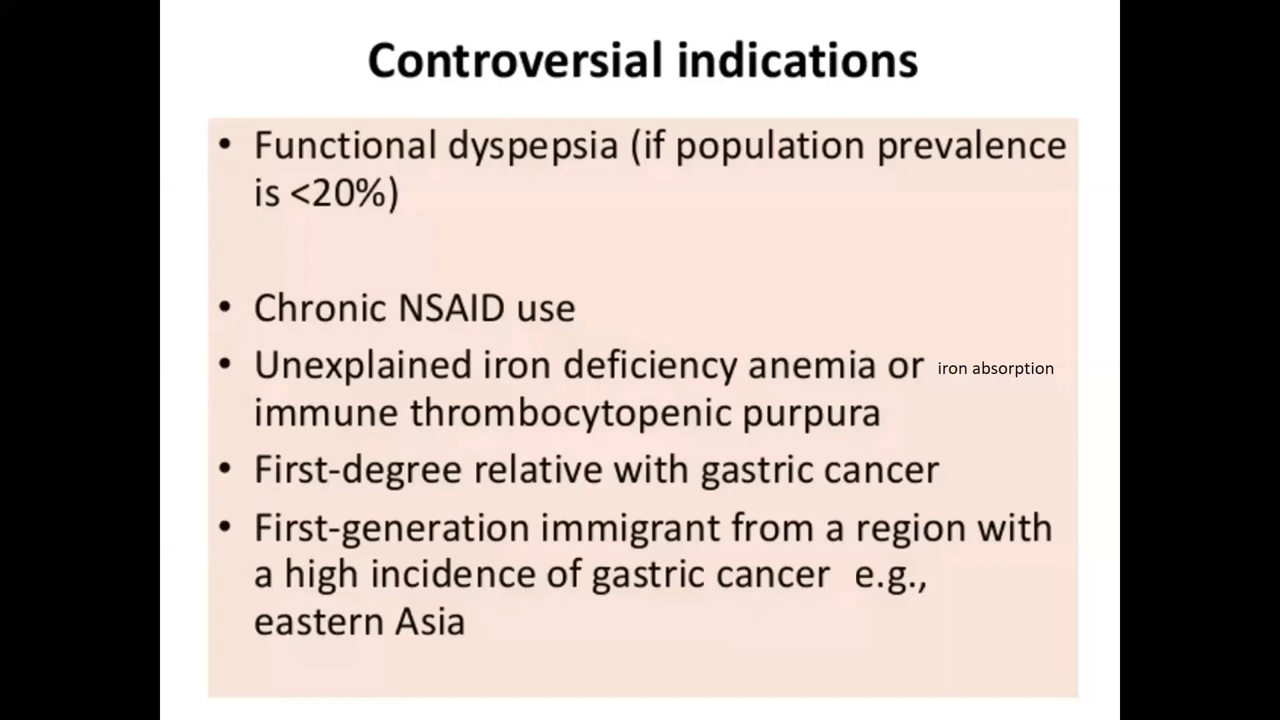 Controversial indications
• Functional dyspepsia (if population prevalence
is <20%)
• Chronic NSAID use
• Unexplained iron deficiency anemia or iron absorption
immune thrombocytopenic purpura
• First-degree relative with gastric cancer
• First-generation immigrant from a region with
a high incidence of gastric cancer e.g.,
eastern Asia